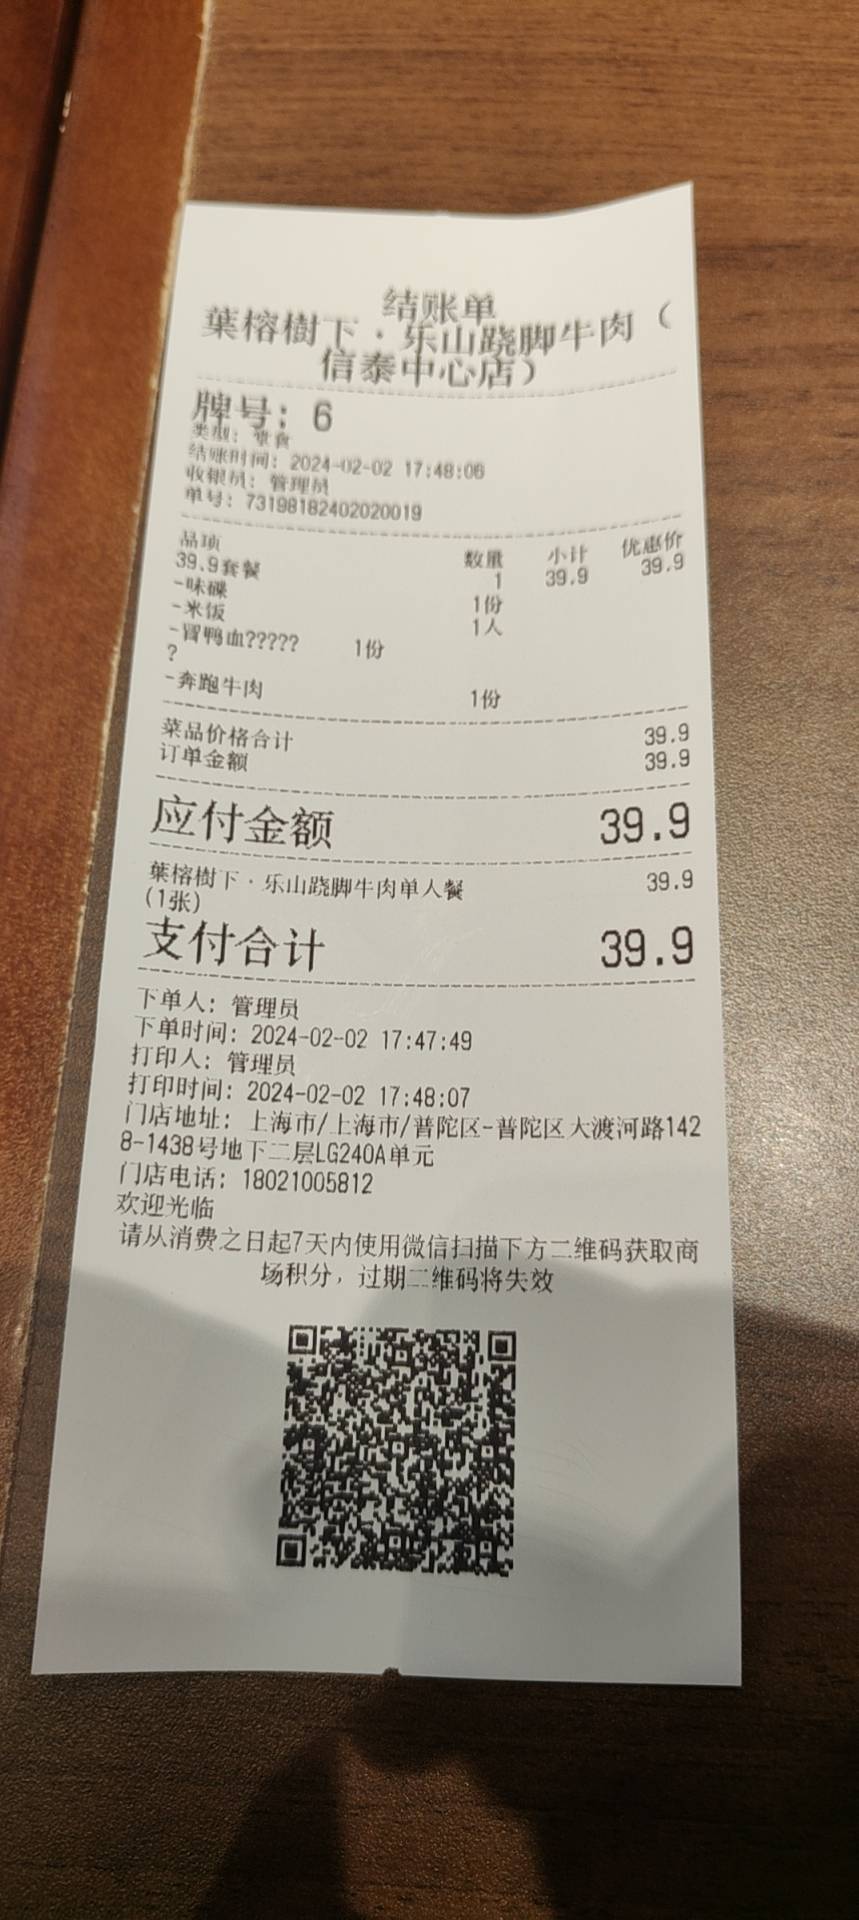 结账单
葉榕樹下·乐山跷脚牛肉（
信泰中心店）
牌号: 6
类型: 堂食
结账时间: 2024-02-02 17:48:06
收银员: 管理员
单号: 73198182402020019
品项 数量 小计 优惠价
39.9套餐 1 39.9 39.9
-味碟 1份
-米饭 1人
-冒鸭血????? 1份
?
-奔跑牛肉 1份
菜品价格合计 39.9
订单金额 39.9
应付金额 39.9
葉榕樹下·乐山跷脚牛肉单人餐 39.9
(1张)
支付合计 39.9
下单人: 管理员
下单时间: 2024-02-02 17:47:49
打印人: 管理员
打印时间: 2024-02-02 17:48:07
门店地址: 上海市/上海市/普陀区-普陀区大渡河路142
8-1438号地下二层LG240A单元
门店电话: 18021005812
欢迎光临
请从消费之日起7天内使用微信扫描下方二维码获取商
场积分，过期二维码将失效